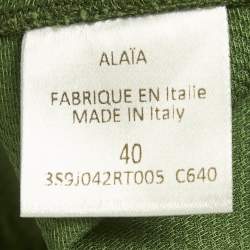 ALAÏA
FABRIQUE EN Italie
MADE IN Italy
40
3S9J042RT005 C640